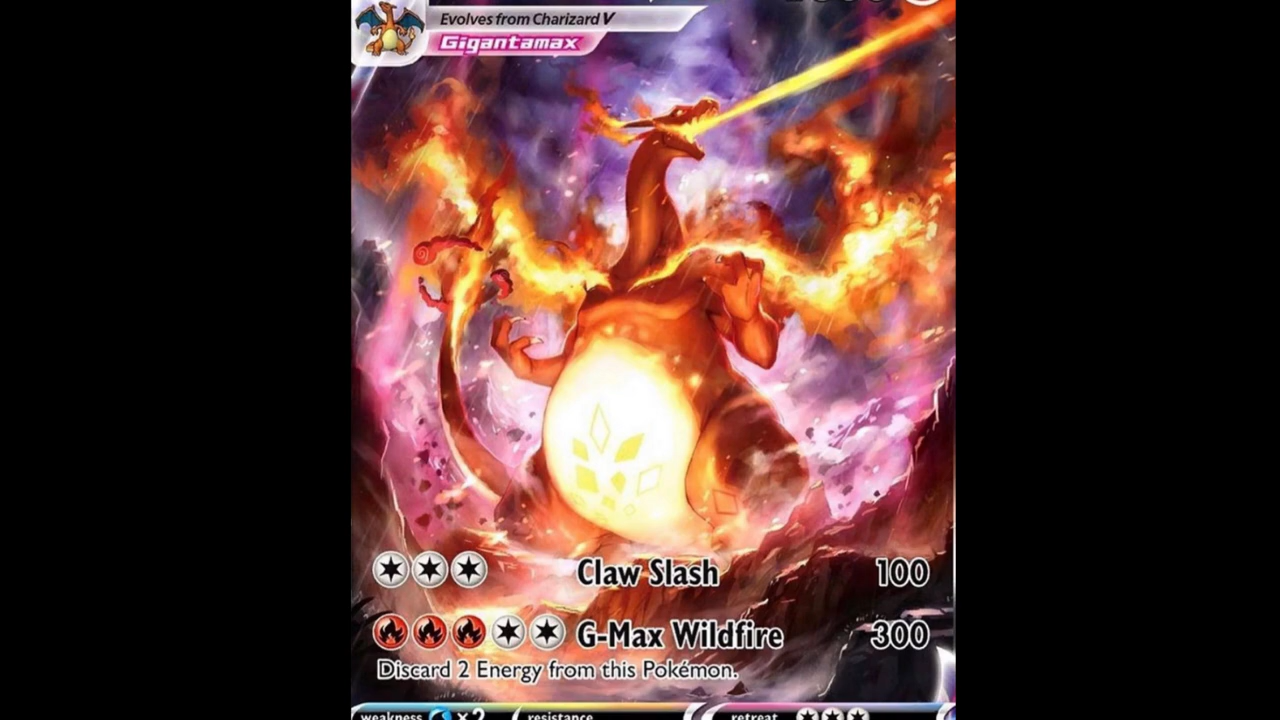 Evolves from Charizard V
Gigantamax
Claw Slash 100
G-Max Wildfire 300
Discard 2 Energy from this Pokémon.
weakness ×2 resistance retreat